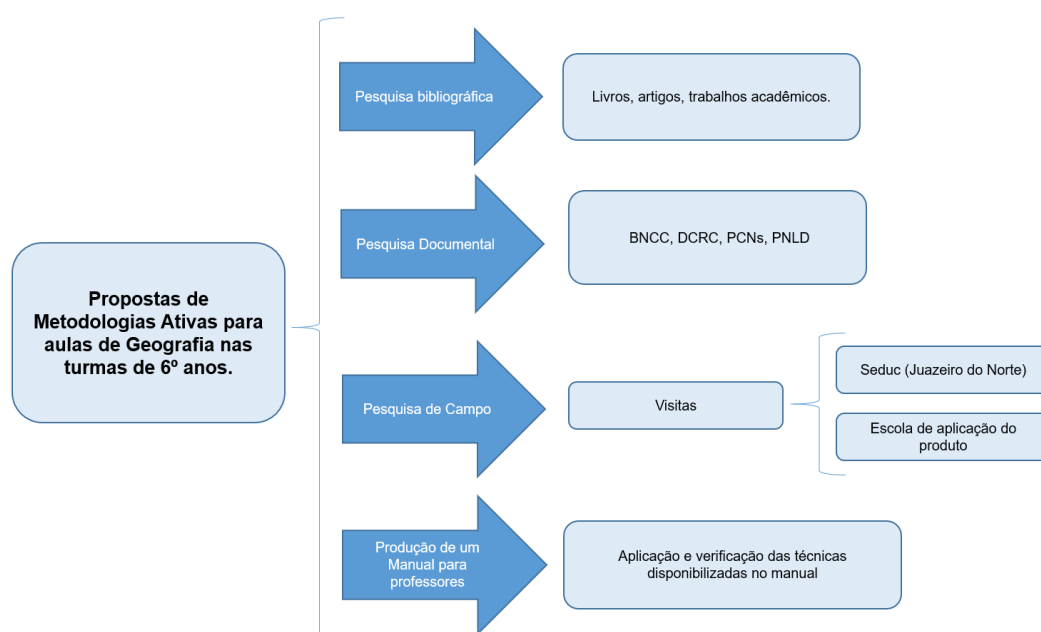 Propostas de
Metodologias Ativas para
aulas de Geografia nas
turmas de 6º anos.
Pesquisa bibliográfica
Livros, artigos, trabalhos acadêmicos.
Pesquisa Documental
BNCC, DCRC, PCNs, PNLD
Pesquisa de Campo
Visitas
Seduc (Juazeiro do Norte)
Escola de aplicação do
produto
Produção de um
Manual para
professores
Aplicação e verificação das técnicas
disponibilizadas no manual